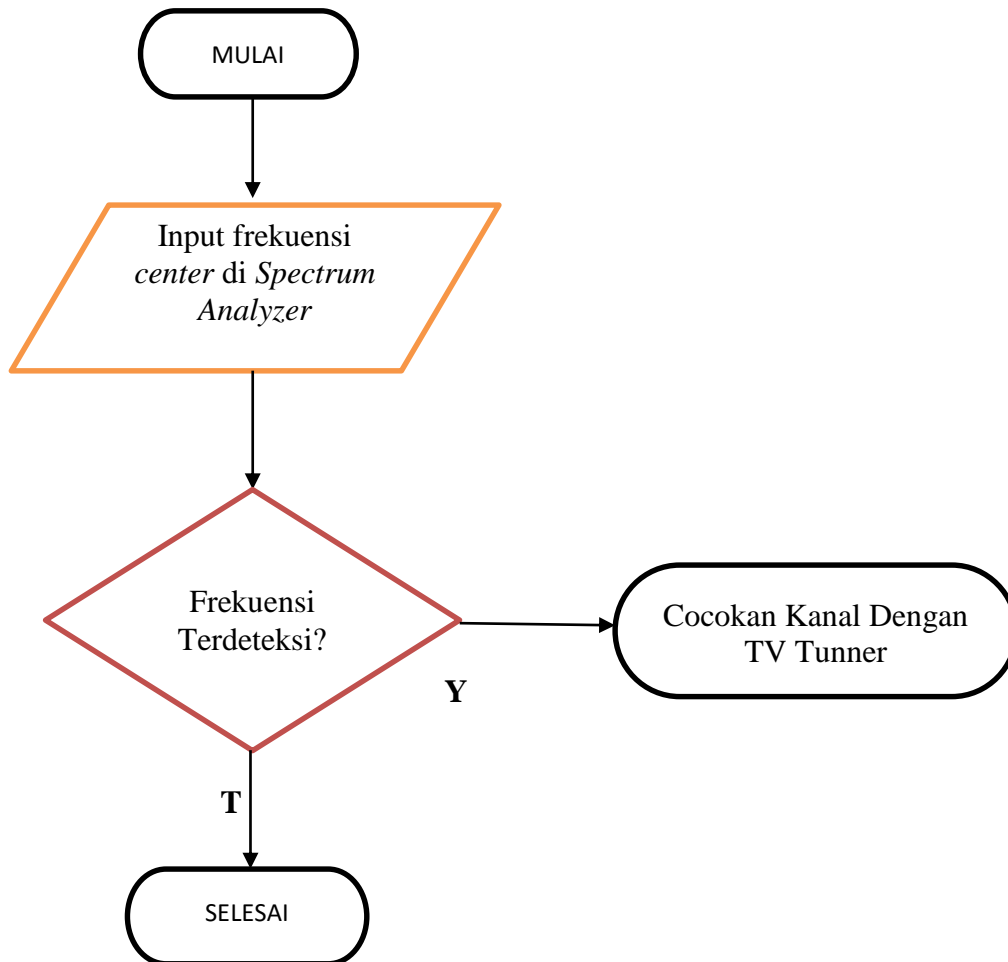 MULAI
Input frekuensi
center di Spectrum
Analyzer
Frekuensi
Terdeteksi?
Cocokan Kanal Dengan
TV Tunner
Y
T
SELESAI